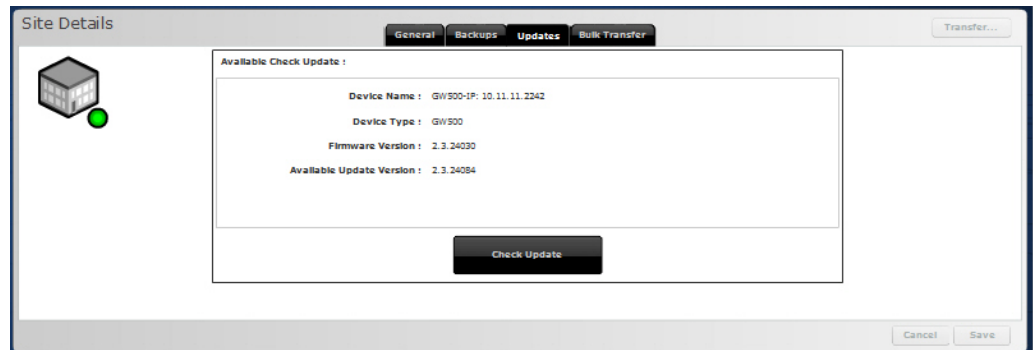 Site Details
General Backups Updates Bulk Transfer
Transfer...
Available Check Update :
Device Name : GW500-IP: 10.11.11.2242
Device Type : GW500
Firmware Version : 2.3.24030
Available Update Version : 2.3.24084
Check Update
Cancel Save